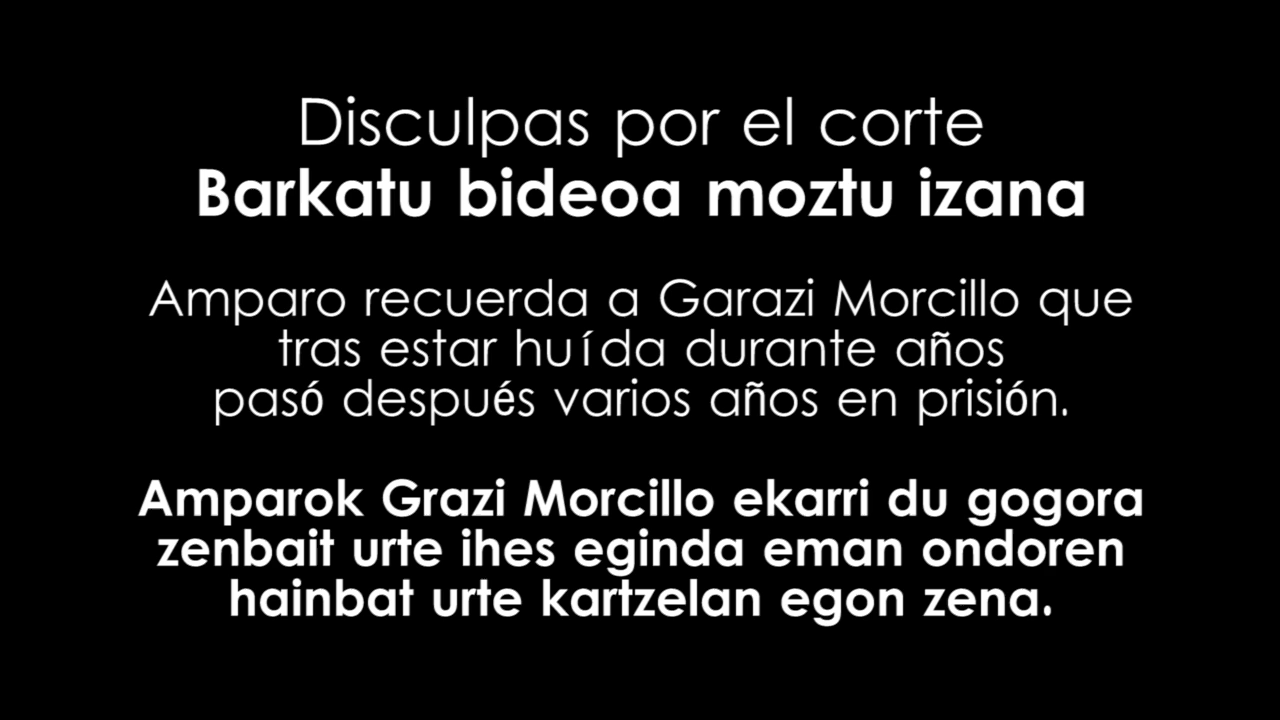 Disculpas por el corte
Barkatu bideoa moztu izana
Amparo recuerda a Garazi Morcillo que
tras estar huída durante años
pasó después varios años en prisión.
Amparok Grazi Morcillo ekarri du gogora
zenbait urte ihes eginda eman ondoren
hainbat urte kartzelan egon zena.